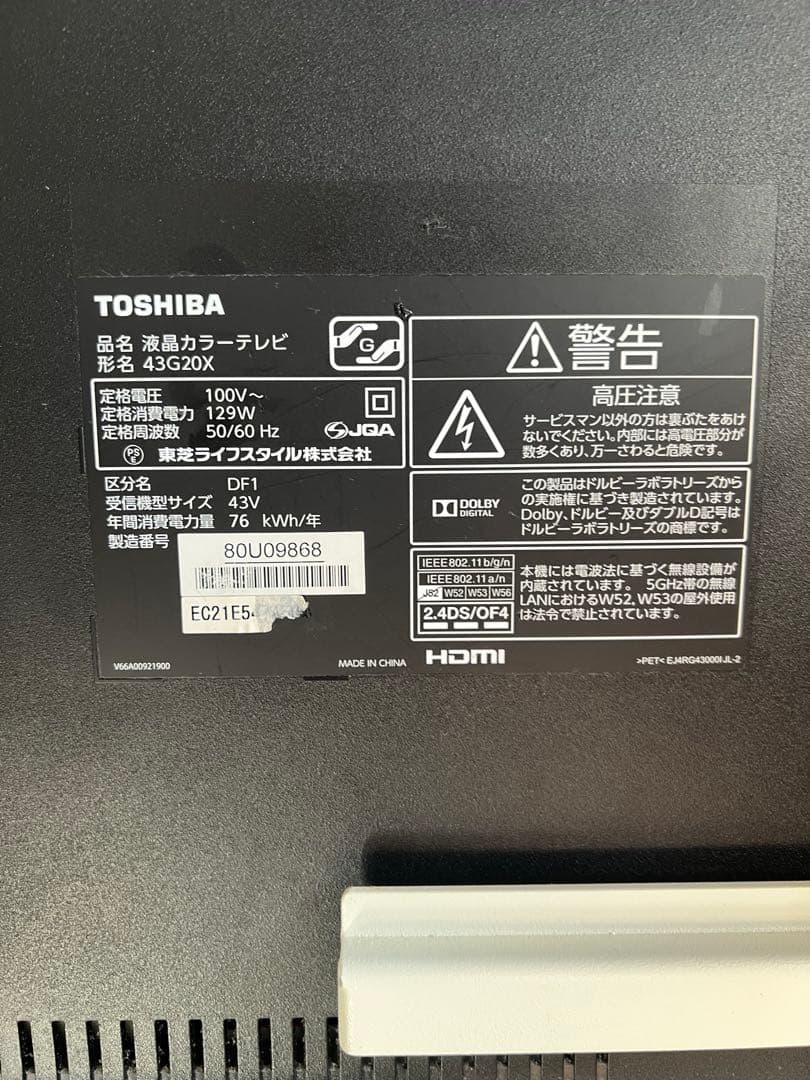 TOSHIBA
品名 液晶カラーテレビ
形名 43G20X
G
定格電圧 100V～
定格消費電力 129W
定格周波数 50/60 Hz
JQA
PSE 東芝ライフスタイル株式会社
区分名 DF1
受信機型サイズ 43V
年間消費電力量 76 kWh/年
製造番号
80U09868
EC21E5
V66A00921900
MADE IN CHINA
警告
高圧注意
サービスマン以外の方は裏ぶたをあけ
ないでください。内部には高電圧部分が
数多くあり、万一さわると危険です。
DOLBY
DIGITAL
この製品はドルビーラボラトリーズから
の実施権に基づき製造されています。
Dolby、ドルビー及びダブルD記号は
ドルビーラボラトリーズの商標です。
IEEE802.11b/g/n
IEEE802.11a/n
J52 W52 W53 W56
2.4DS/OF4
本機には電波法に基づく無線設備が
内蔵されています。 5GHz帯の無線
LANにおけるW52、W53の屋外使用
は法令で禁止されています。
HDMI
>PET< EJ4RG43000IJL-2